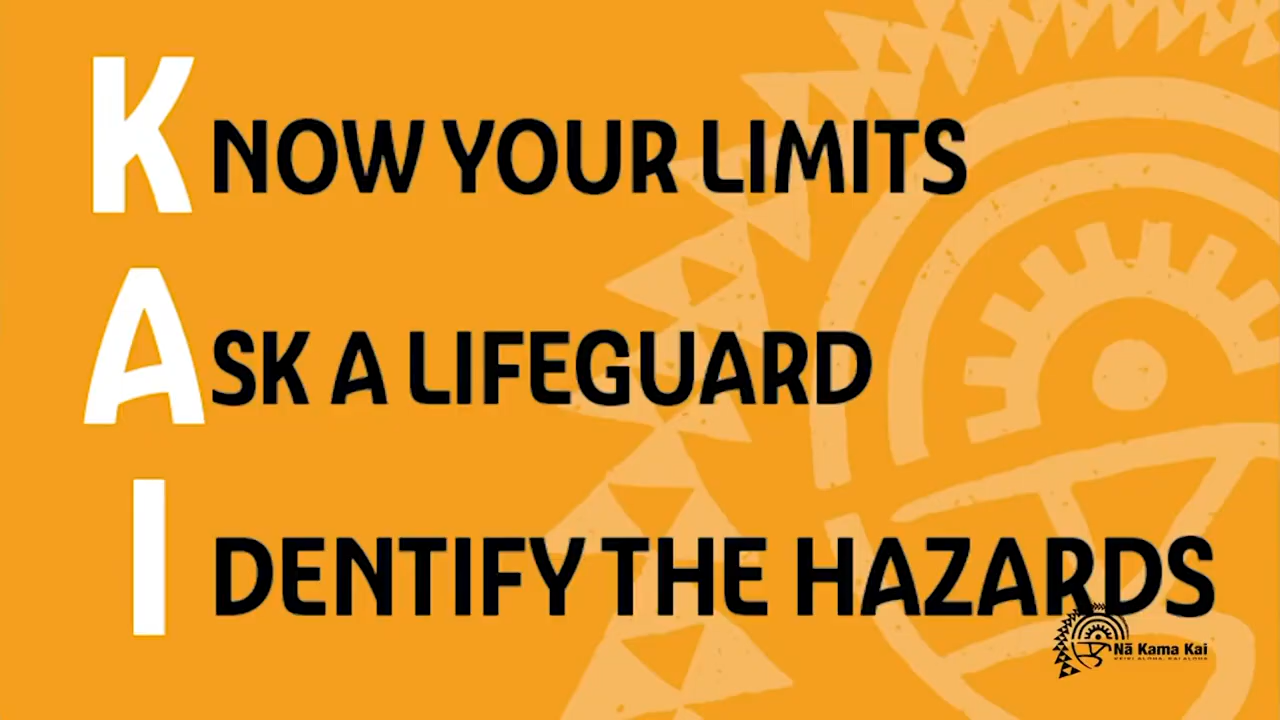 KNOW YOUR LIMITS
ASK A LIFEGUARD
IDENTIFY THE HAZARDS
Nā Kama Kai